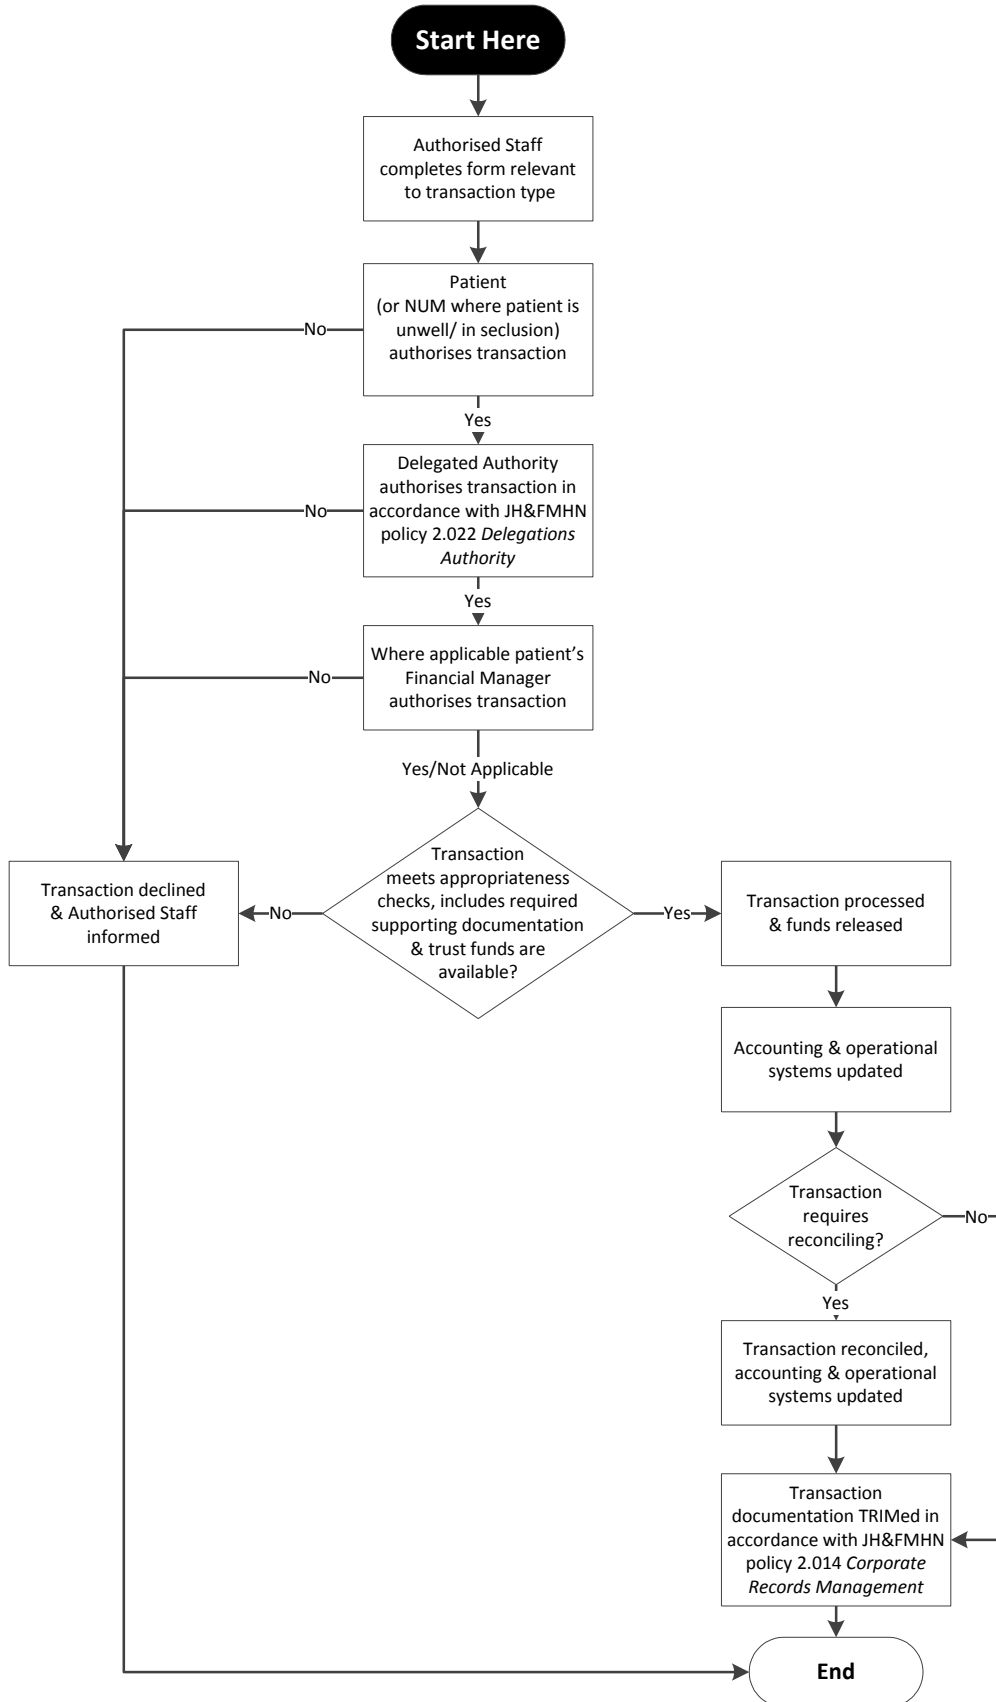 Start Here
Authorised Staff
completes form relevant
to transaction type
Patient
(or NUM where patient is
unwell/ in seclusion)
authorises transaction
No
Yes
Delegated Authority
authorises transaction in
accordance with JH&FMHN
policy 2.022 Delegations
Authority
No
Yes
Where applicable patient's
Financial Manager
authorises transaction
No
Yes/Not Applicable
Transaction
meets appropriateness
checks, includes required
supporting documentation
& trust funds are
available?
No
Transaction declined
& Authorised Staff
informed
Yes
Transaction processed
& funds released
Accounting & operational
systems updated
Transaction
requires
reconciling?
No
Yes
Transaction reconciled,
accounting & operational
systems updated
Transaction
documentation TRIMed in
accordance with JH&FMHN
policy 2.014 Corporate
Records Management
End